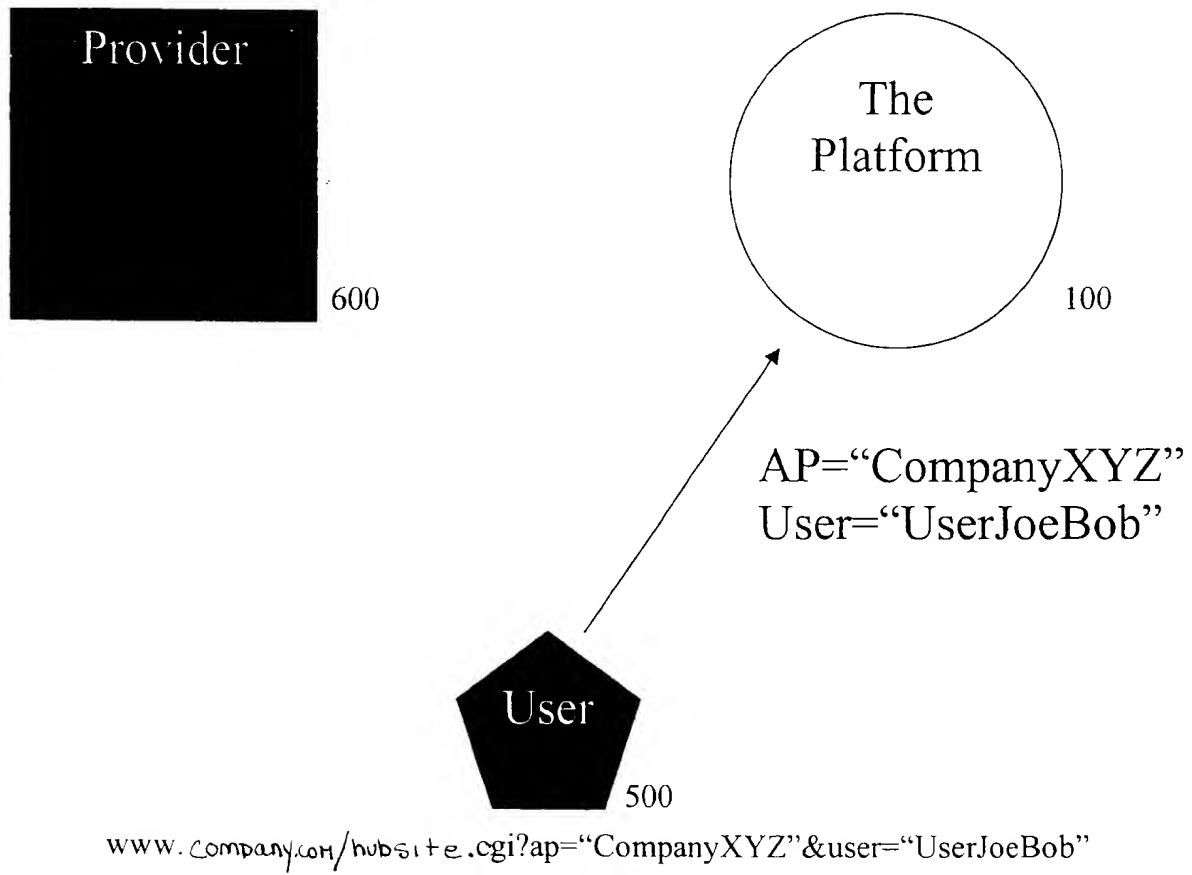 Provider
600
The
Platform
100
AP=“CompanyXYZ”
User=“UserJoeBob”
User
500
www.company.com/hubsite.cgi?ap=“CompanyXYZ”&user=“UserJoeBob”